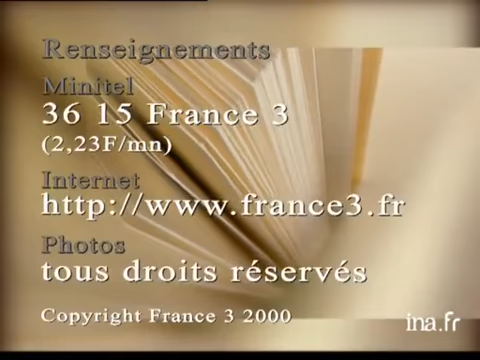 Renseignements
Minitel
36 15 France 3
(2,23F/mn)
Internet
http://www.france3.fr
Photos
tous droits réservés
Copyright France 3 2000
ina.fr